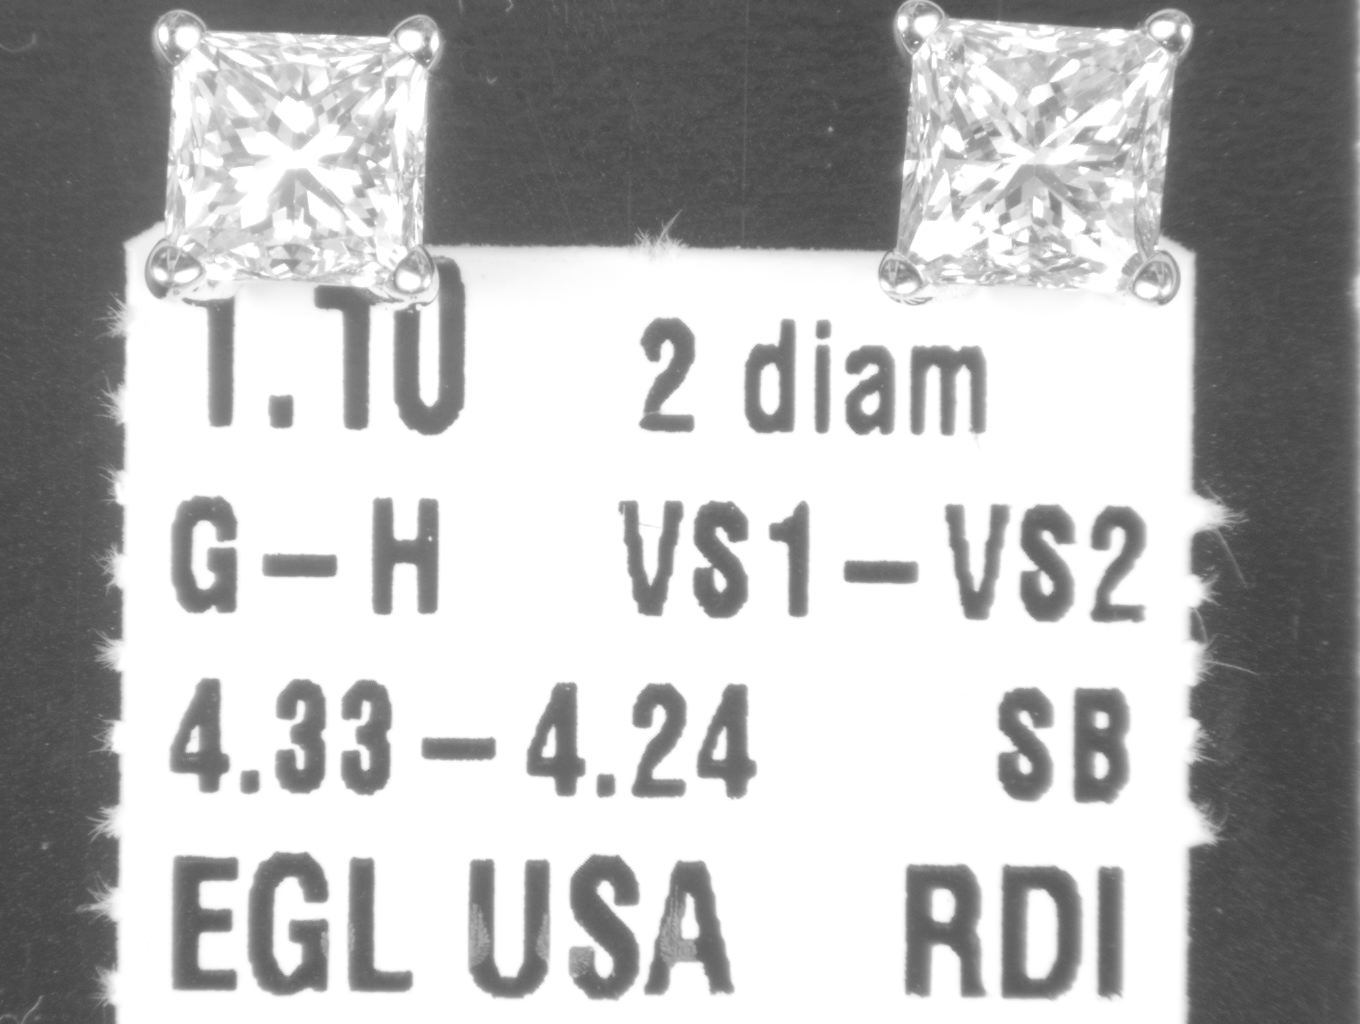 1.10 2 diam
G-H VS1-VS2
4.33-4.24 SB
EGL USA RDI